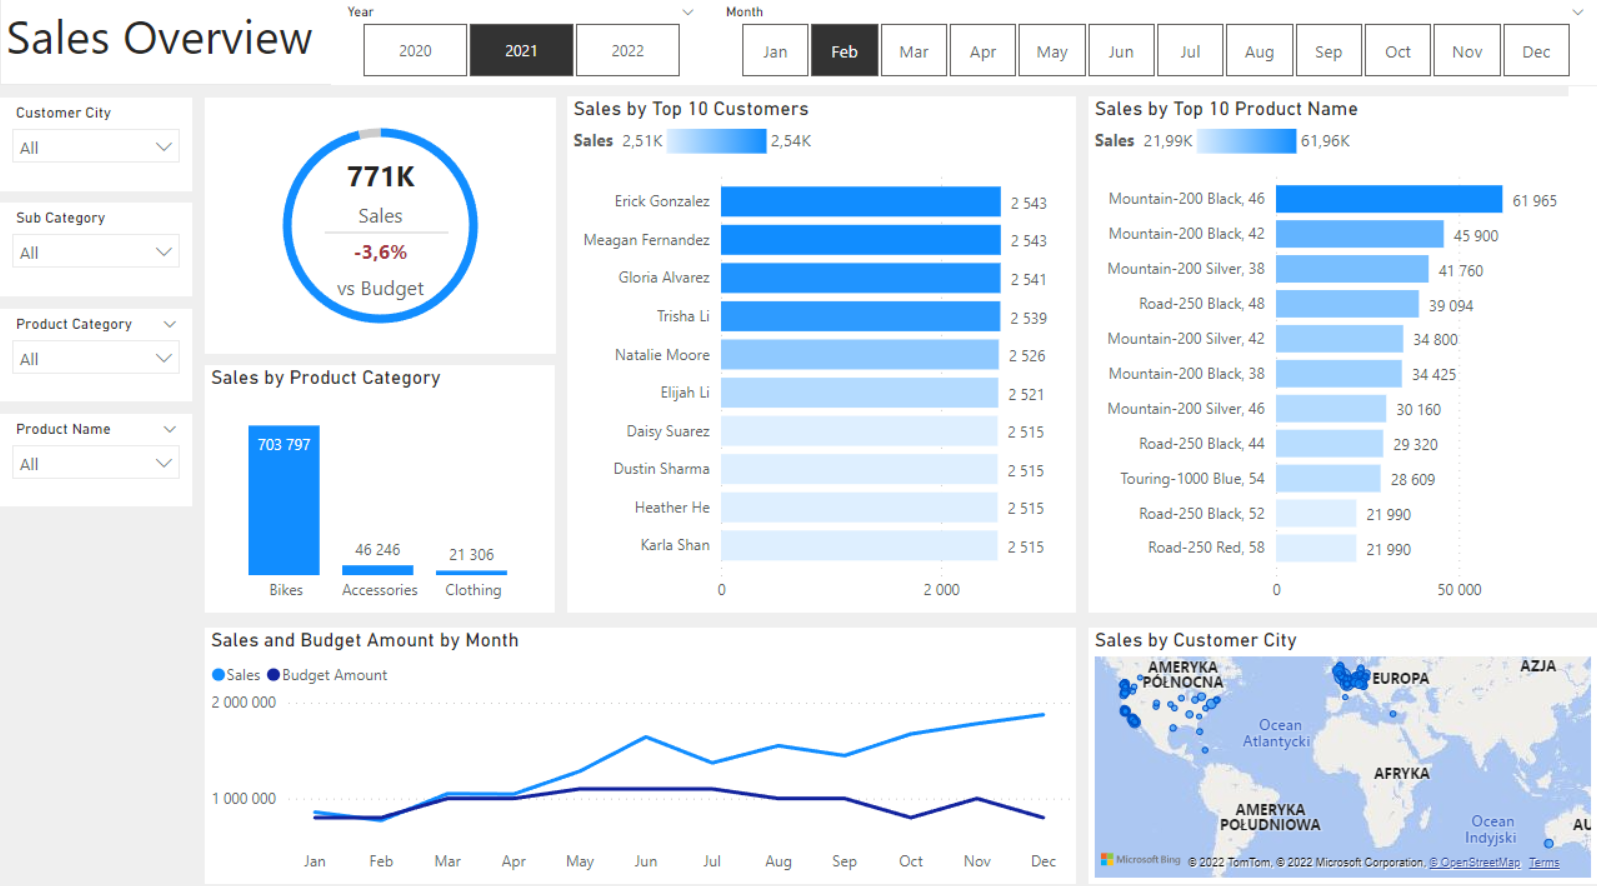 Sales Overview
Year
2020
2021
2022
Month
Jan
Feb
Mar
Apr
May
Jun
Jul
Aug
Sep
Oct
Nov
Dec
Customer City
All
Sub Category
All
Product Category
All
Product Name
All
771K
Sales
-3,6%
vs Budget
Sales by Product Category
703 797
46 246
21 306
Bikes
Accessories
Clothing
Sales by Top 10 Customers
Sales 2,51K 2,54K
Erick Gonzalez 2 543
Meagan Fernandez 2 543
Gloria Alvarez 2 541
Trisha Li 2 539
Natalie Moore 2 526
Elijah Li 2 521
Daisy Suarez 2 515
Dustin Sharma 2 515
Heather He 2 515
Karla Shan 2 515
0 2 000
Sales by Top 10 Product Name
Sales 21,99K 61,96K
Mountain-200 Black, 46 61 965
Mountain-200 Black, 42 45 900
Mountain-200 Silver, 38 41 760
Road-250 Black, 48 39 094
Mountain-200 Silver, 42 34 800
Mountain-200 Black, 38 34 425
Mountain-200 Silver, 46 30 160
Road-250 Black, 44 29 320
Touring-1000 Blue, 54 28 609
Road-250 Black, 52 21 990
Road-250 Red, 58 21 990
0 50 000
Sales and Budget Amount by Month
Sales Budget Amount
2 000 000
1 000 000
Jan Feb Mar Apr May Jun Jul Aug Sep Oct Nov Dec
Sales by Customer City
AMERYKA
PÓŁNOCNA
EUROPA
AZJA
Ocean
Atlantycki
AFRYKA
AMERYKA
POŁUDNIOWA
Ocean
Indyjski
AU
Microsoft Bing
© 2022 TomTom, © 2022 Microsoft Corporation, © OpenStreetMap Terms